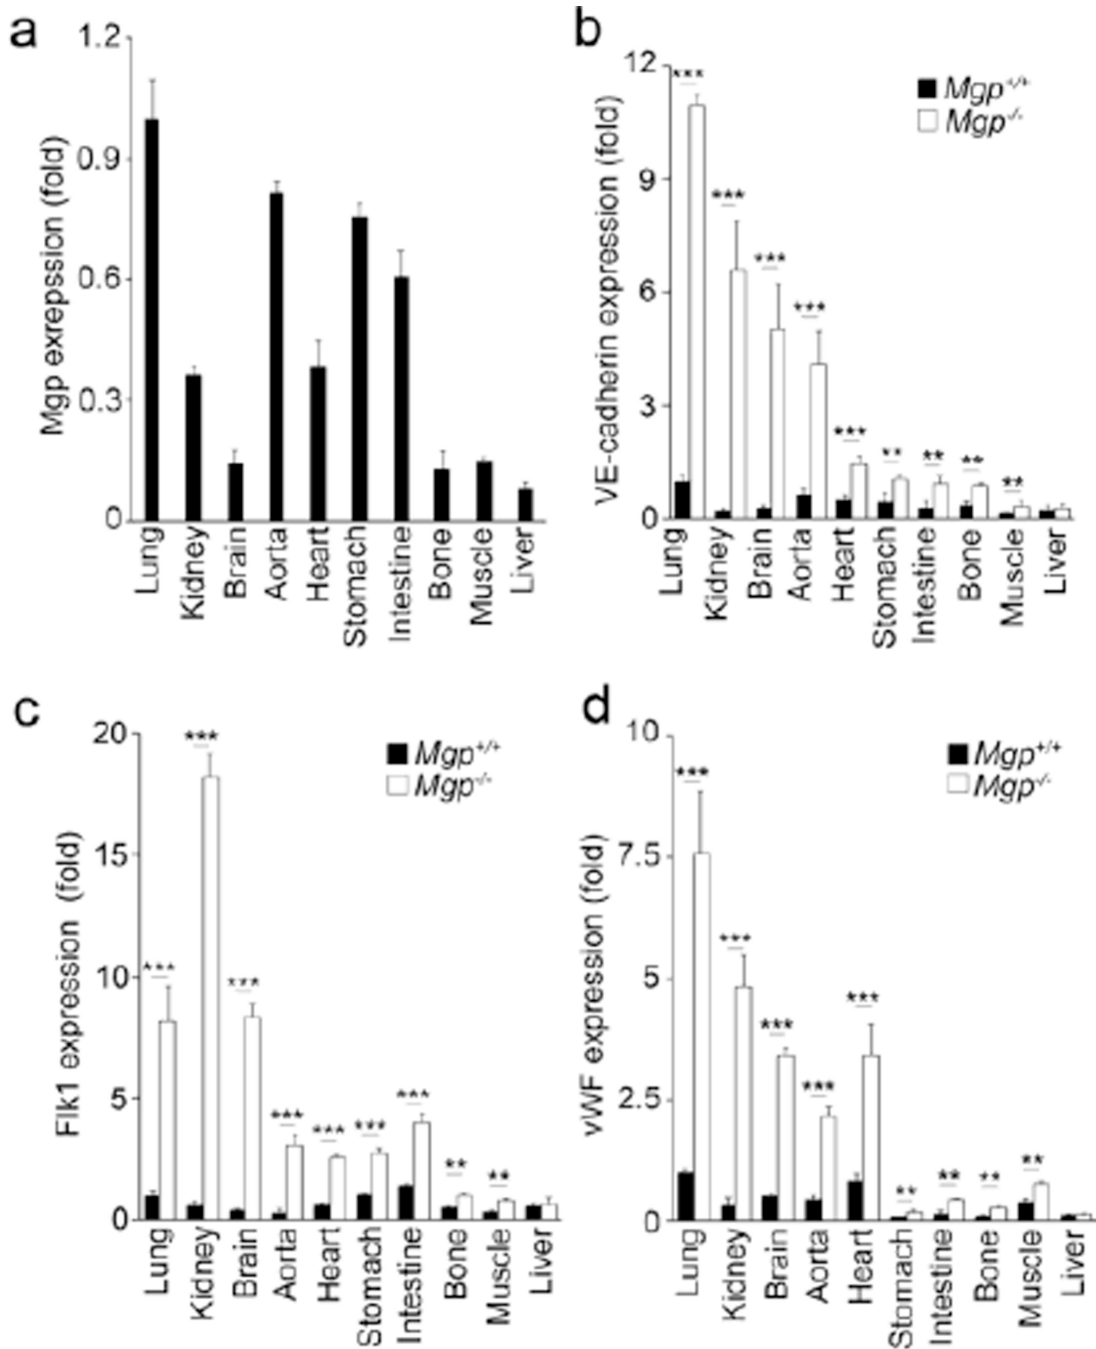 a
1.2
0.9
0.6
0.3
0
Mgp exrepssion (fold)
Lung
Kidney
Brain
Aorta
Heart
Stomach
Intestine
Bone
Muscle
Liver
b
12
9
6
3
0
VE-cadherin expression (fold)
Mgp+/+
Mgp-/-
***
***
***
***
***
**
**
**
**
Lung
Kidney
Brain
Aorta
Heart
Stomach
Intestine
Bone
Muscle
Liver
c
20
15
10
5
0
Flk1 expression (fold)
Mgp+/+
Mgp-/-
***
***
***
***
***
***
***
**
**
Lung
Kidney
Brain
Aorta
Heart
Stomach
Intestine
Bone
Muscle
Liver
d
10
7.5
5
2.5
0
vWF expression (fold)
Mgp+/+
Mgp-/-
***
***
***
***
***
**
**
**
**
Lung
Kidney
Brain
Aorta
Heart
Stomach
Intestine
Bone
Muscle
Liver